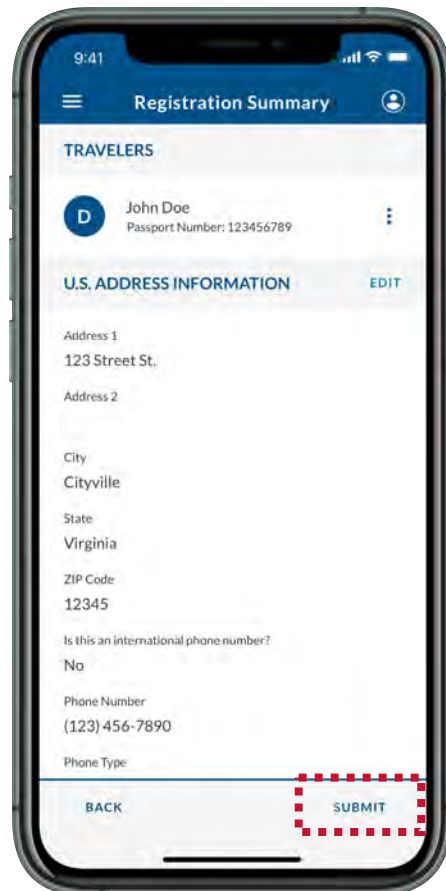 9:41
Registration Summary
TRAVELERS
D
John Doe
Passport Number: 123456789
U.S. ADDRESS INFORMATION EDIT
Address 1
123 Street St.
Address 2
City
Cityville
State
Virginia
ZIP Code
12345
Is this an international phone number?
No
Phone Number
(123) 456-7890
Phone Type
BACK SUBMIT